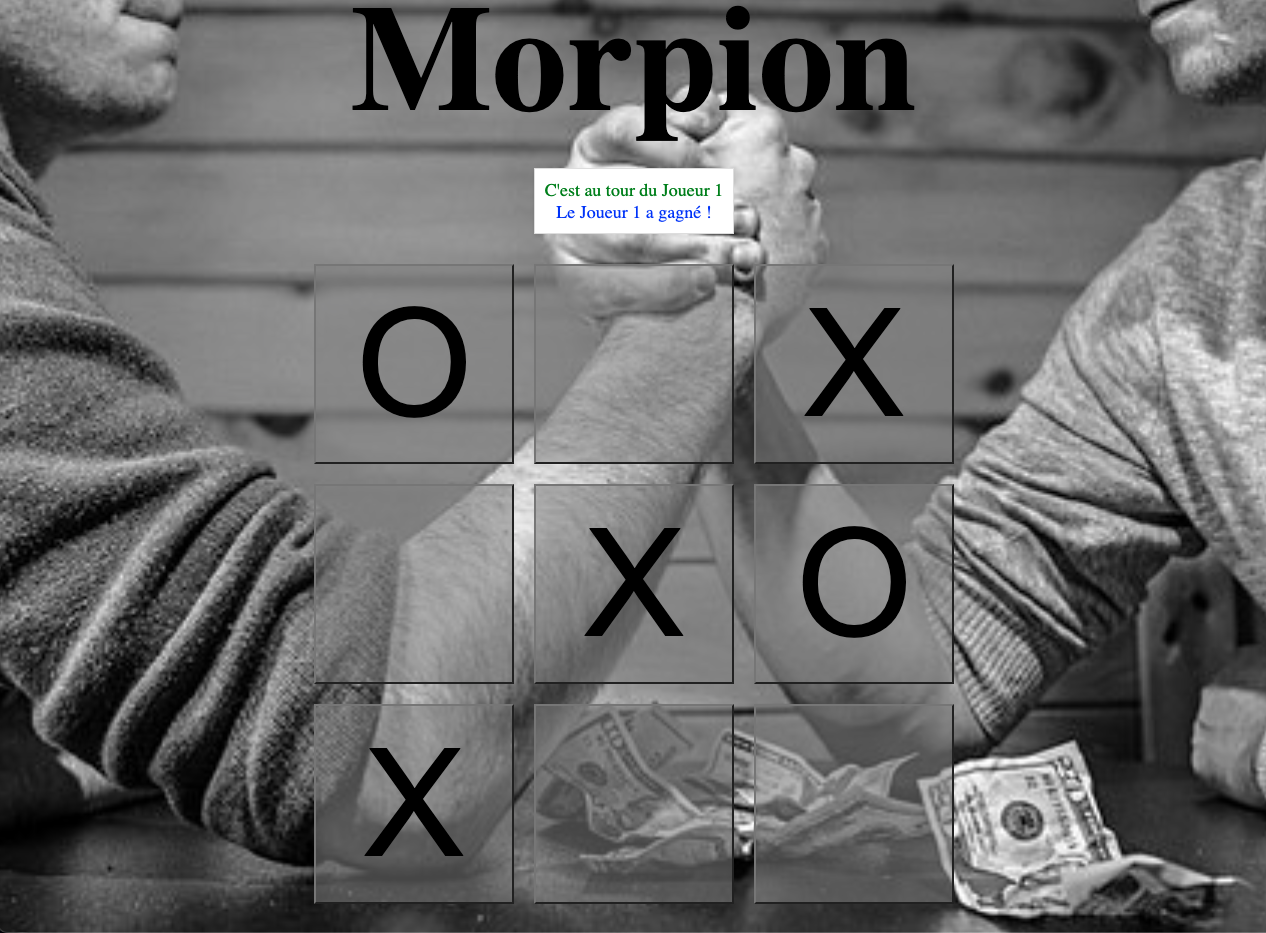 Morpion
C'est au tour du Joueur 1
Le Joueur 1 a gagné !
O X
X O
X